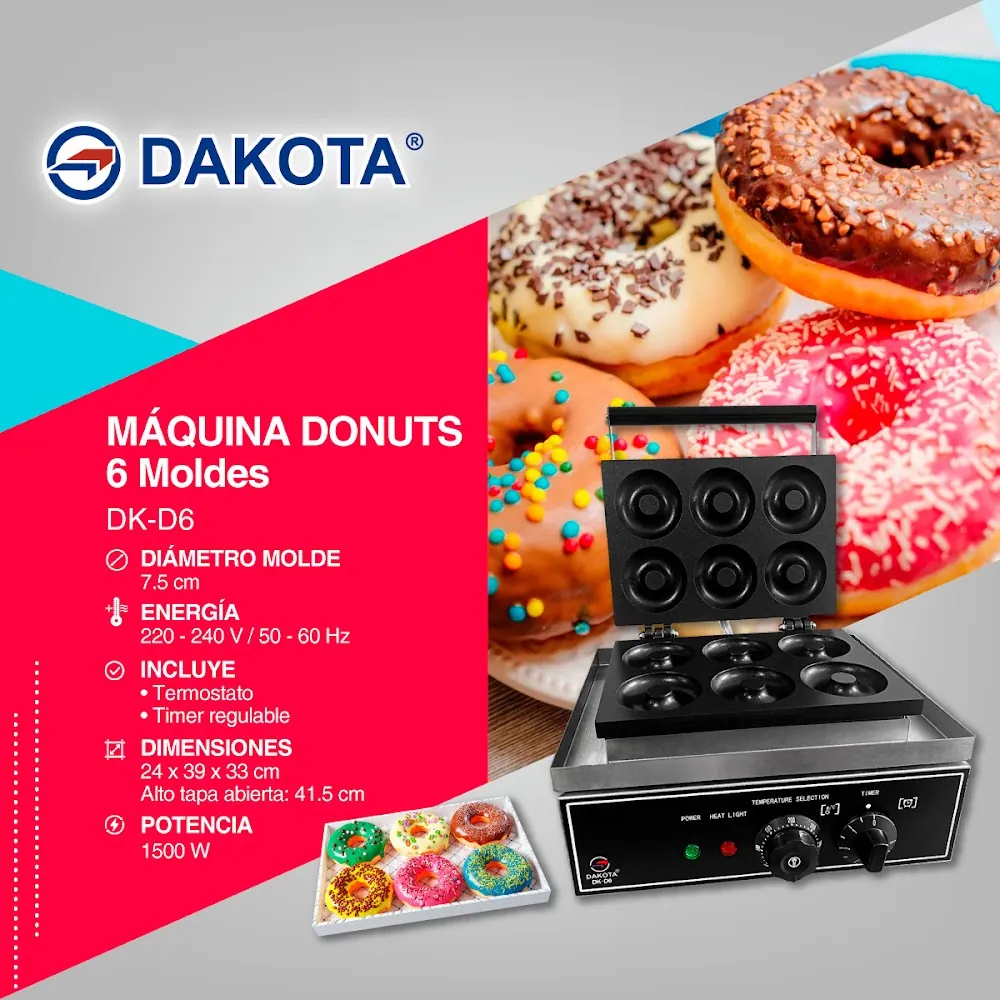 DAKOTA®
MÁQUINA DONUTS
6 Moldes
DK-D6
DIÁMETRO MOLDE
7.5 cm
ENERGÍA
220 - 240 V / 50 - 60 Hz
INCLUYE
• Termostato
• Timer regulable
DIMENSIONES
24 x 39 x 33 cm
Alto tapa abierta: 41.5 cm
POTENCIA
1500 W
TEMPERATURE SELECTION
TIMER
POWER HEAT LIGHT
DAKOTA®
DK-D6